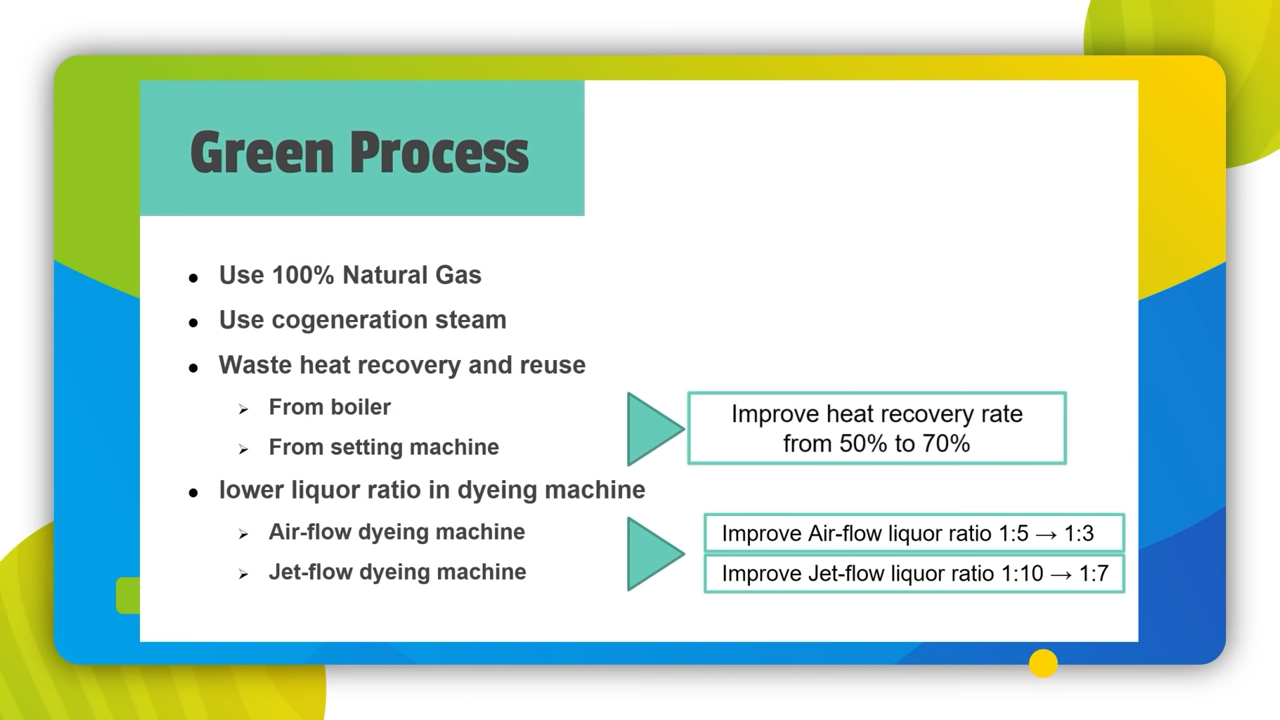 Green Process
Use 100% Natural Gas
Use cogeneration steam
Waste heat recovery and reuse
From boiler
From setting machine
Improve heat recovery rate
from 50% to 70%
lower liquor ratio in dyeing machine
Air-flow dyeing machine
Jet-flow dyeing machine
Improve Air-flow liquor ratio 1:5 → 1:3
Improve Jet-flow liquor ratio 1:10 → 1:7